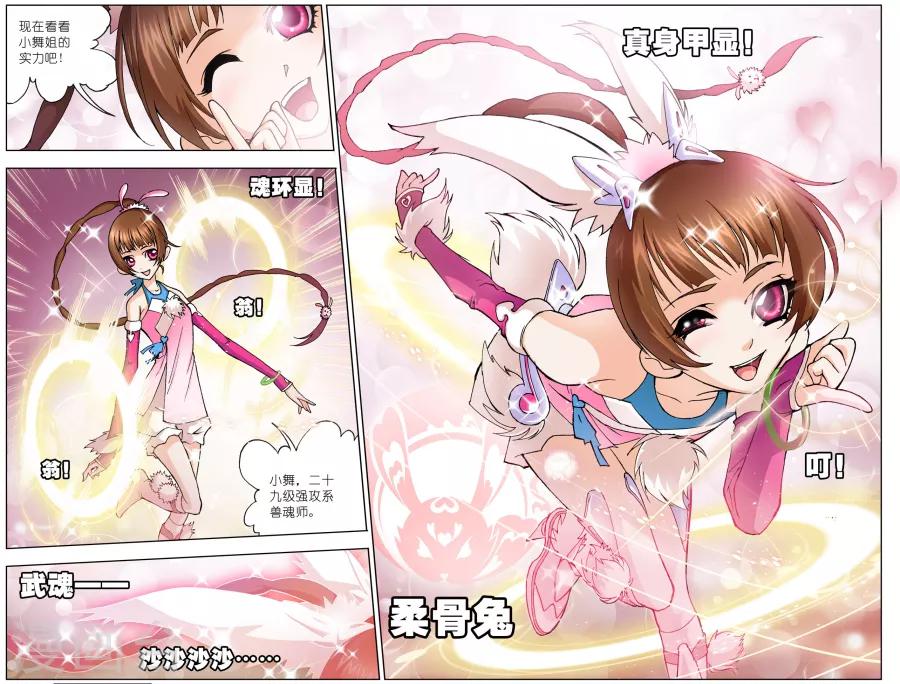 现在看看
小舞姐的
实力吧！
魂环显！
翁！
翁！
小舞，二十
九级强攻系
兽魂师。
武魂——
沙沙沙沙……
真身甲显！
叮！
柔骨兔